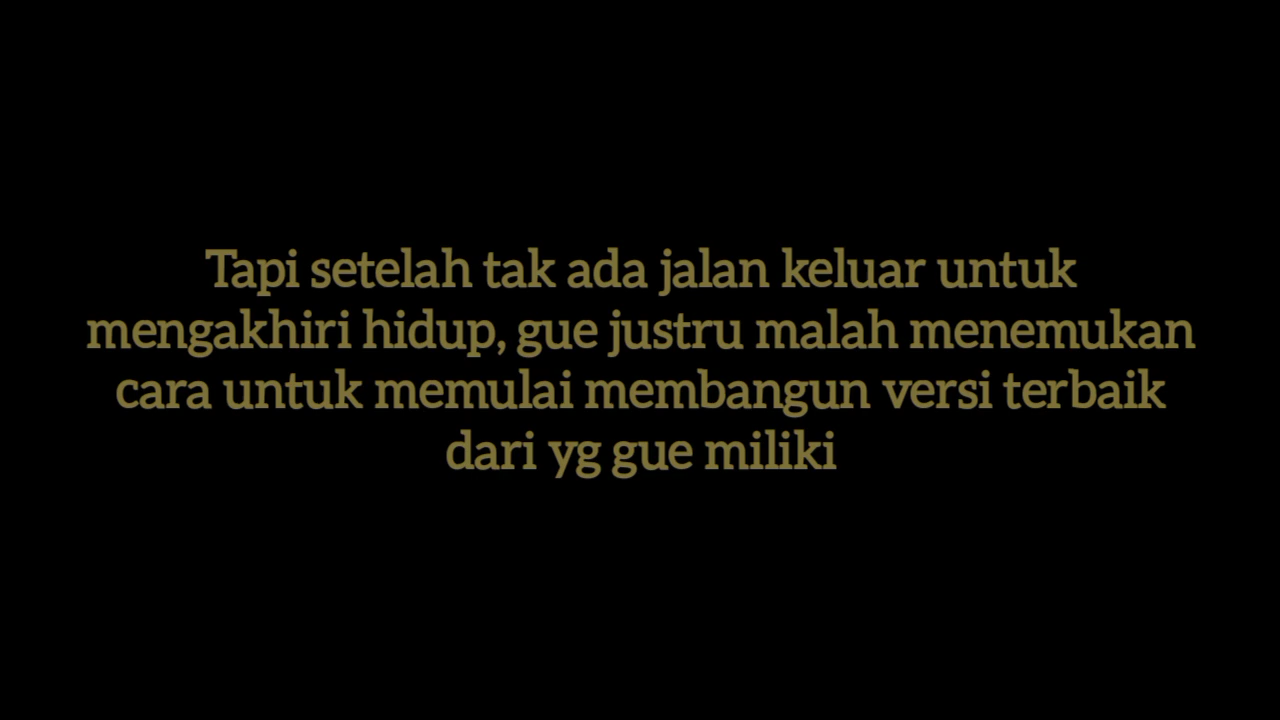 Tapi setelah tak ada jalan keluar untuk
mengakhiri hidup, gue justru malah menemukan
cara untuk memulai membangun versi terbaik
dari yg gue miliki